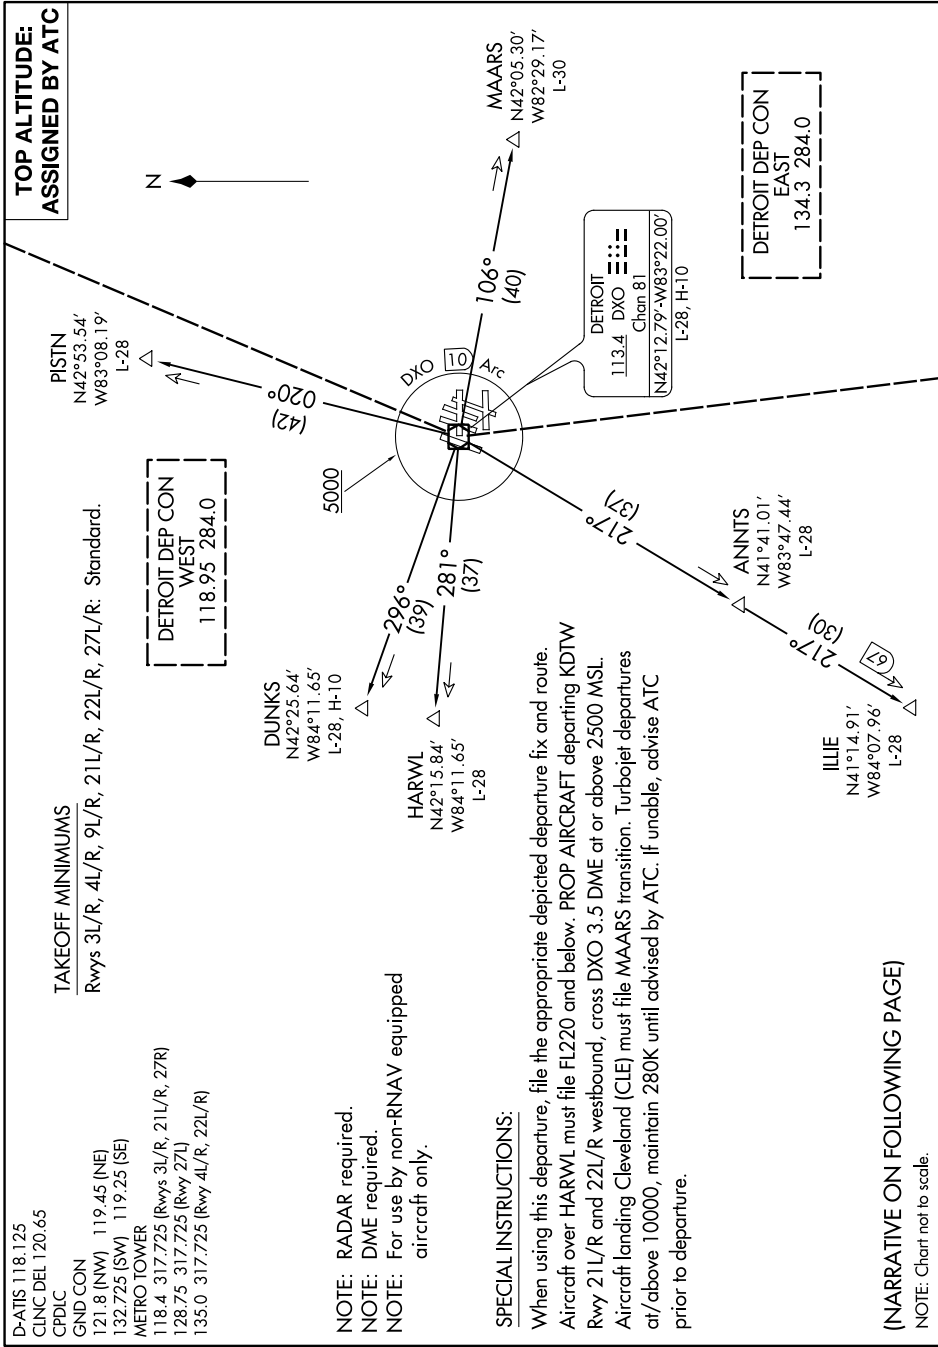 TOP ALTITUDE:
ASSIGNED BY ATC
D-ATIS 118.125
CLNC DEL 120.65
CPDLC
GND CON
121.8 (NW) 119.45 (NE)
132.725 (SW) 119.25 (SE)
METRO TOWER
118.4 317.725 (Rwys 3L/R, 21L/R, 27R)
128.75 317.725 (Rwy 27L)
135.0 317.725 (Rwy 4L/R, 22L/R)
TAKEOFF MINIMUMS
Rwys 3L/R, 4L/R, 9L/R, 21L/R, 22L/R, 27L/R: Standard.
NOTE: RADAR required.
NOTE: DME required.
NOTE: For use by non-RNAV equipped
aircraft only.
DETROIT DEP CON
WEST
118.95 284.0
PISTN
N42°53.54'
W83°08.19'
L-28
N
020°
(42)
MAARS
N42°05.30'
W82°29.17'
L-30
106°
(40)
DXO 10 Arc
5000
DETROIT
113.4 DXO
Chan 81
N42°12.79'-W83°22.00'
L-28, H-10
DETROIT DEP CON
EAST
134.3 284.0
DUNKS
N42°25.64'
W84°11.65'
L-28, H-10
296°
(39)
HARWL
N42°15.84'
W84°11.65'
L-28
281°
(37)
217°
(37)
ANNTS
N41°41.01'
W83°47.44'
L-28
217°
(30)
67
ILLIE
N41°14.91'
W84°07.96'
L-28
SPECIAL INSTRUCTIONS:
When using this departure, file the appropriate depicted departure fix and route.
Aircraft over HARWL must file FL220 and below. PROP AIRCRAFT departing KDTW
Rwy 21L/R and 22L/R westbound, cross DXO 3.5 DME at or above 2500 MSL.
Aircraft landing Cleveland (CLE) must file MAARS transition. Turbojet departures
at/above 10000, maintain 280K until advised by ATC. If unable, advise ATC
prior to departure.
(NARRATIVE ON FOLLOWING PAGE)
NOTE: Chart not to scale.